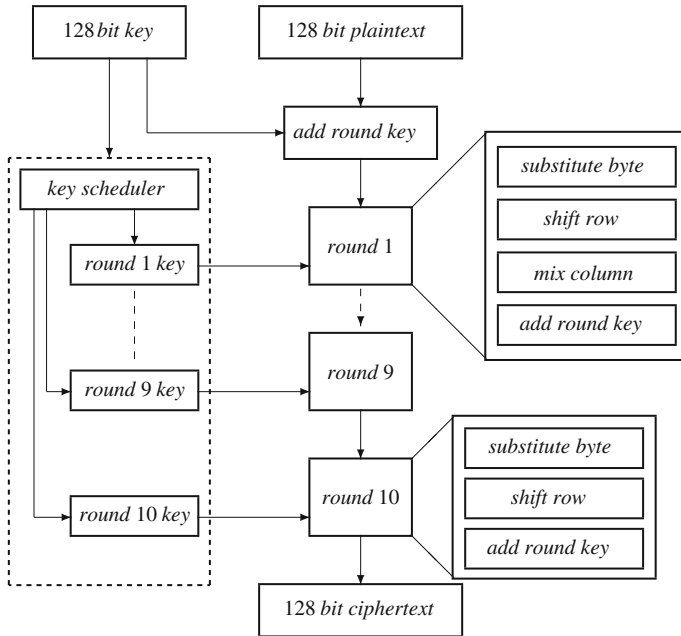 128 bit key
128 bit plaintext
add round key
key scheduler
round 1 key
round 1
round 9 key
round 9
round 10 key
round 10
128 bit ciphertext
substitute byte
shift row
mix column
add round key
substitute byte
shift row
add round key